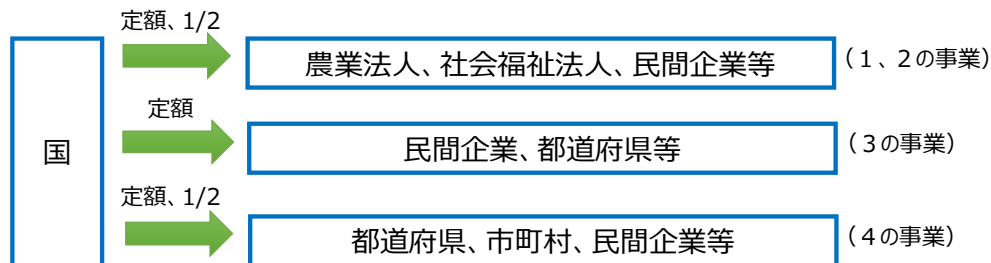 定額、1/2
農業法人、社会福祉法人、民間企業等
（１、２の事業）
国
定額
民間企業、都道府県等
（３の事業）
定額、1/2
都道府県、市町村、民間企業等
（４の事業）